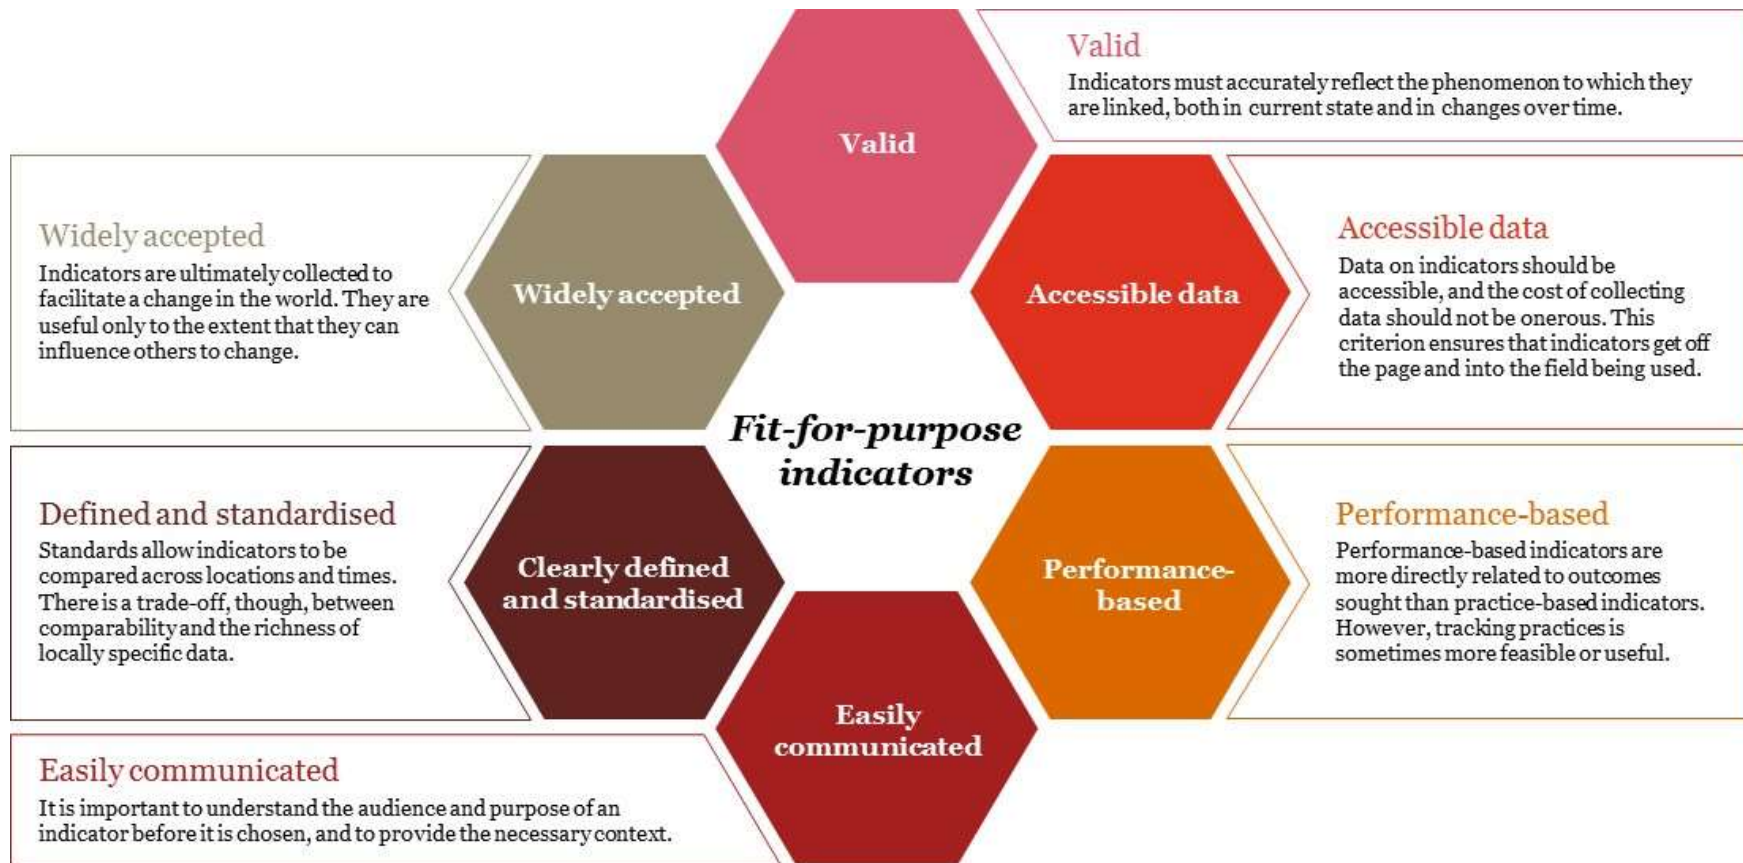 Valid
Indicators must accurately reflect the phenomenon to which they
are linked, both in current state and in changes over time.
Valid
Widely accepted
Indicators are ultimately collected to
facilitate a change in the world. They are
useful only to the extent that they can
influence others to change.
Widely accepted
Accessible data
Accessible data
Data on indicators should be
accessible, and the cost of collecting
data should not be onerous. This
criterion ensures that indicators get off
the page and into the field being used.
Fit-for-purpose
indicators
Defined and standardised
Standards allow indicators to be
compared across locations and times.
There is a trade-off, though, between
comparability and the richness of
locally specific data.
Clearly defined
and standardised
Performance-
based
Performance-based
Performance-based indicators are
more directly related to outcomes
sought than practice-based indicators.
However, tracking practices is
sometimes more feasible or useful.
Easily
communicated
Easily communicated
It is important to understand the audience and purpose of an
indicator before it is chosen, and to provide the necessary context.